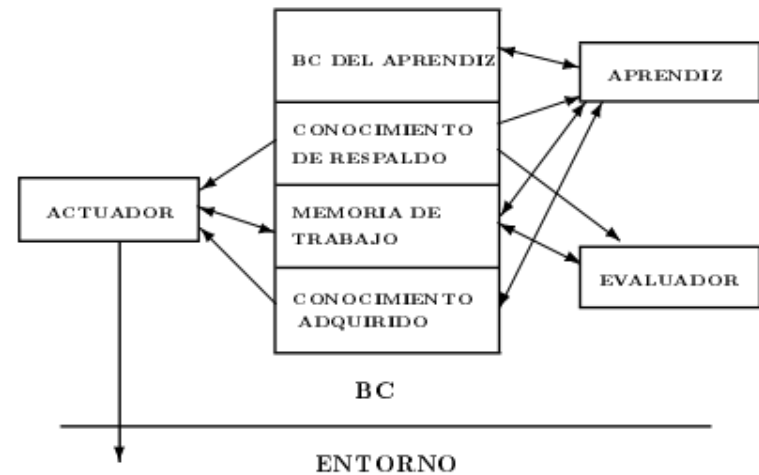 BC DEL APRENDIZ
APRENDIZ
CONOCIMIENTO
DE RESPALDO
ACTUADOR
MEMORIA DE
TRABAJO
EVALUADOR
CONOCIMIENTO
ADQUIRIDO
BC
ENTORNO